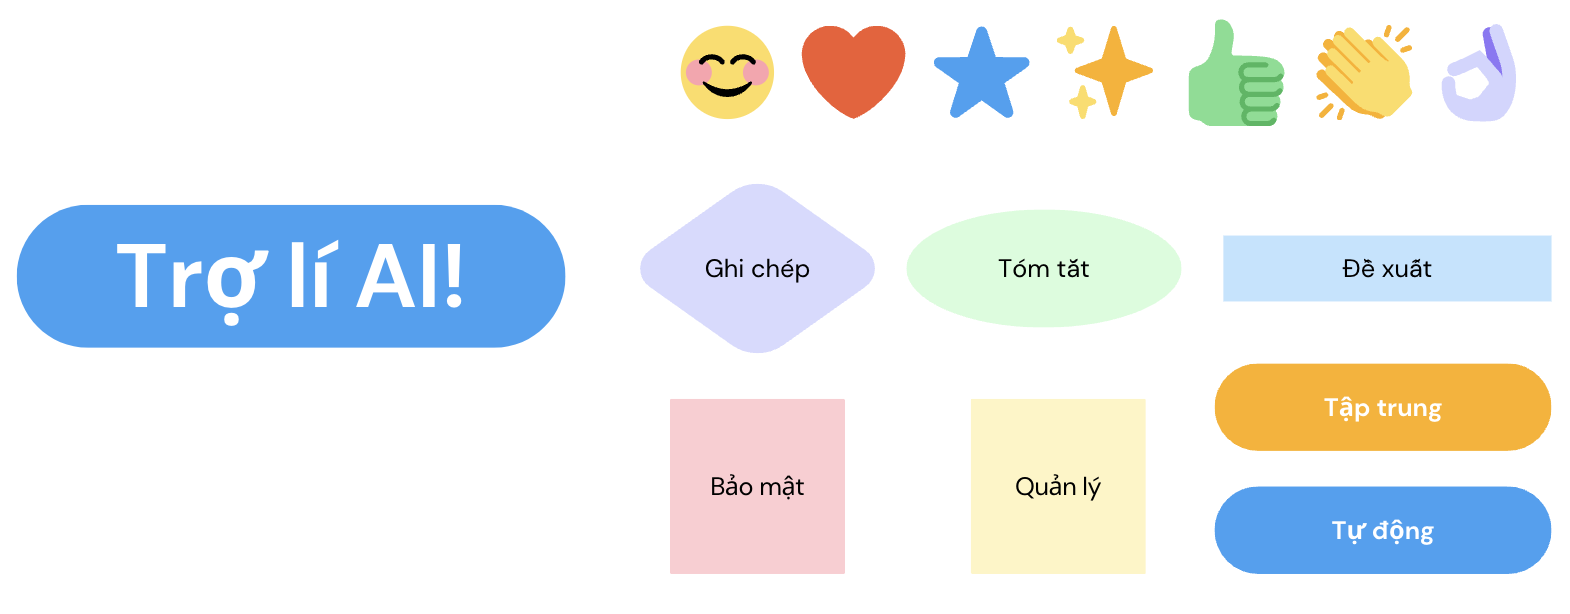 Trợ lí AI!
Ghi chép
Tóm tắt
Đề xuất
Bảo mật
Quản lý
Tập trung
Tự động